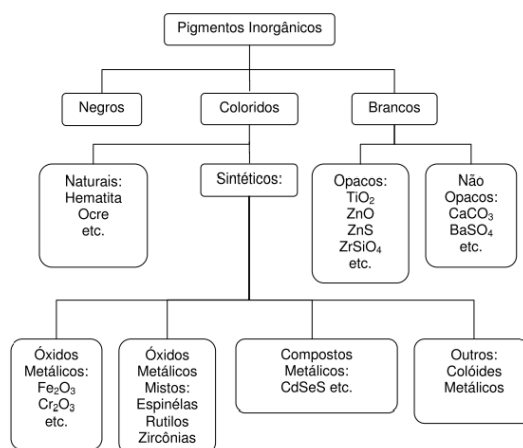 Pigmentos Inorgânicos
Negros
Coloridos
Brancos
Naturais:
Hematita
Ocre
etc.
Sintéticos:
Opacos:
TiO₂
ZnO
ZnS
ZrSiO₄
etc.
Não
Opacos:
CaCO₃
BaSO₄
etc.
Óxidos
Metálicos:
Fe₂O₃
Cr₂O₃
etc.
Óxidos
Metálicos
Mistos:
Espinélas
Rutilos
Zircônias
Compostos
Metálicos:
CdSeS etc.
Outros:
Colóides
Metálicos